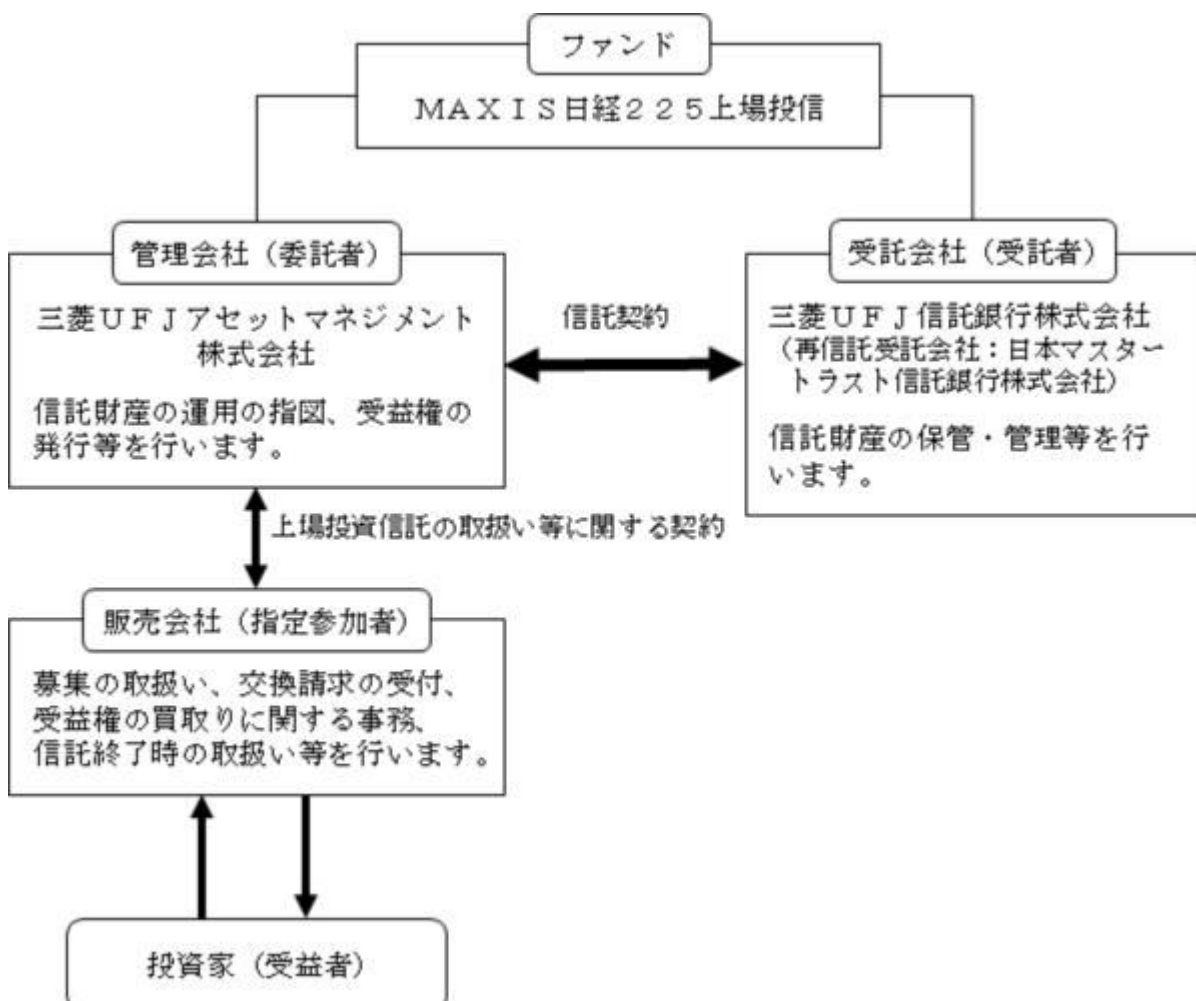 ファンド
ＭＡＸＩＳ日経２２５上場投信
管理会社（委託者）
三菱ＵＦＪアセットマネジメント
株式会社
信託財産の運用の指図、受益権の
発行等を行います。
信託契約
受託会社（受託者）
三菱ＵＦＪ信託銀行株式会社
（再信託受託会社：日本マスター
トラスト信託銀行株式会社）
信託財産の保管・管理等を行
います。
上場投資信託の取扱い等に関する契約
販売会社（指定参加者）
募集の取扱い、交換請求の受付、
受益権の買取りに関する事務、
信託終了時の取扱い等を行います。
投資家（受益者）